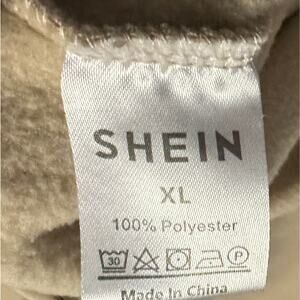 SHEIN
XL
100% Polyester
30 P
Made In China